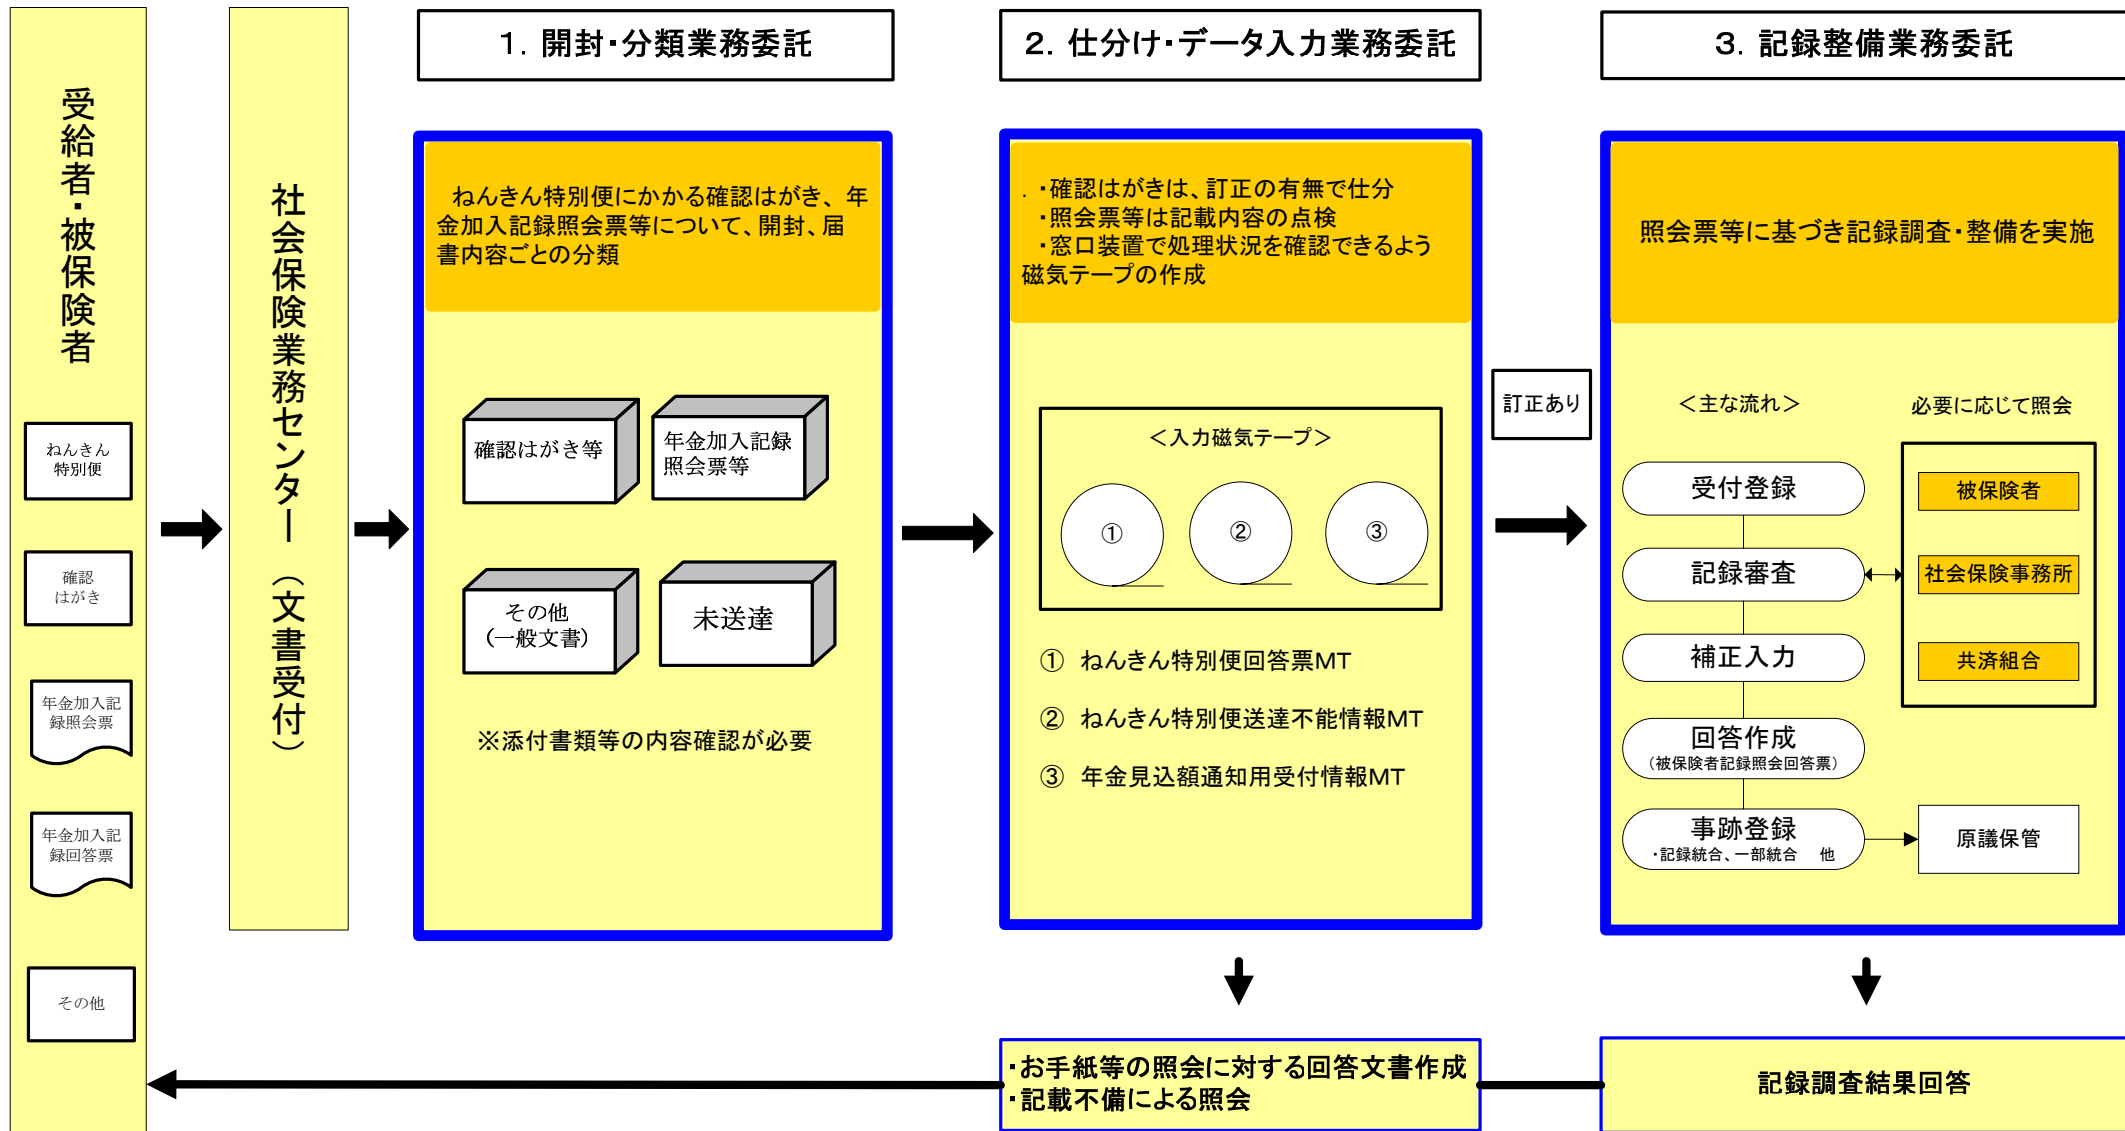 受給者・被保険者
ねんきん
特別便
確認
はがき
年金加入記
録照会票
年金加入記
録回答票
その他
社会保険業務センター（文書受付）
1．開封・分類業務委託
ねんきん特別便にかかる確認はがき、年
金加入記録照会票等について、開封、届
書内容ごとの分類
確認はがき等
年金加入記録
照会票等
その他
（一般文書）
未送達
※添付書類等の内容確認が必要
2．仕分け・データ入力業務委託
．・確認はがきは、訂正の有無で仕分
・照会票等は記載内容の点検
・窓口装置で処理状況を確認できるよう
磁気テープの作成
＜入力磁気テープ＞
①
②
③
① ねんきん特別便回答票MT
② ねんきん特別便送達不能情報MT
③ 年金見込額通知用受付情報MT
訂正あり
3．記録整備業務委託
照会票等に基づき記録調査・整備を実施
＜主な流れ＞
必要に応じて照会
受付登録
記録審査
補正入力
回答作成
（被保険者記録照会回答票）
事跡登録
・記録統合、一部統合　他
被保険者
社会保険事務所
共済組合
原議保管
・お手紙等の照会に対する回答文書作成
・記載不備による照会
記録調査結果回答